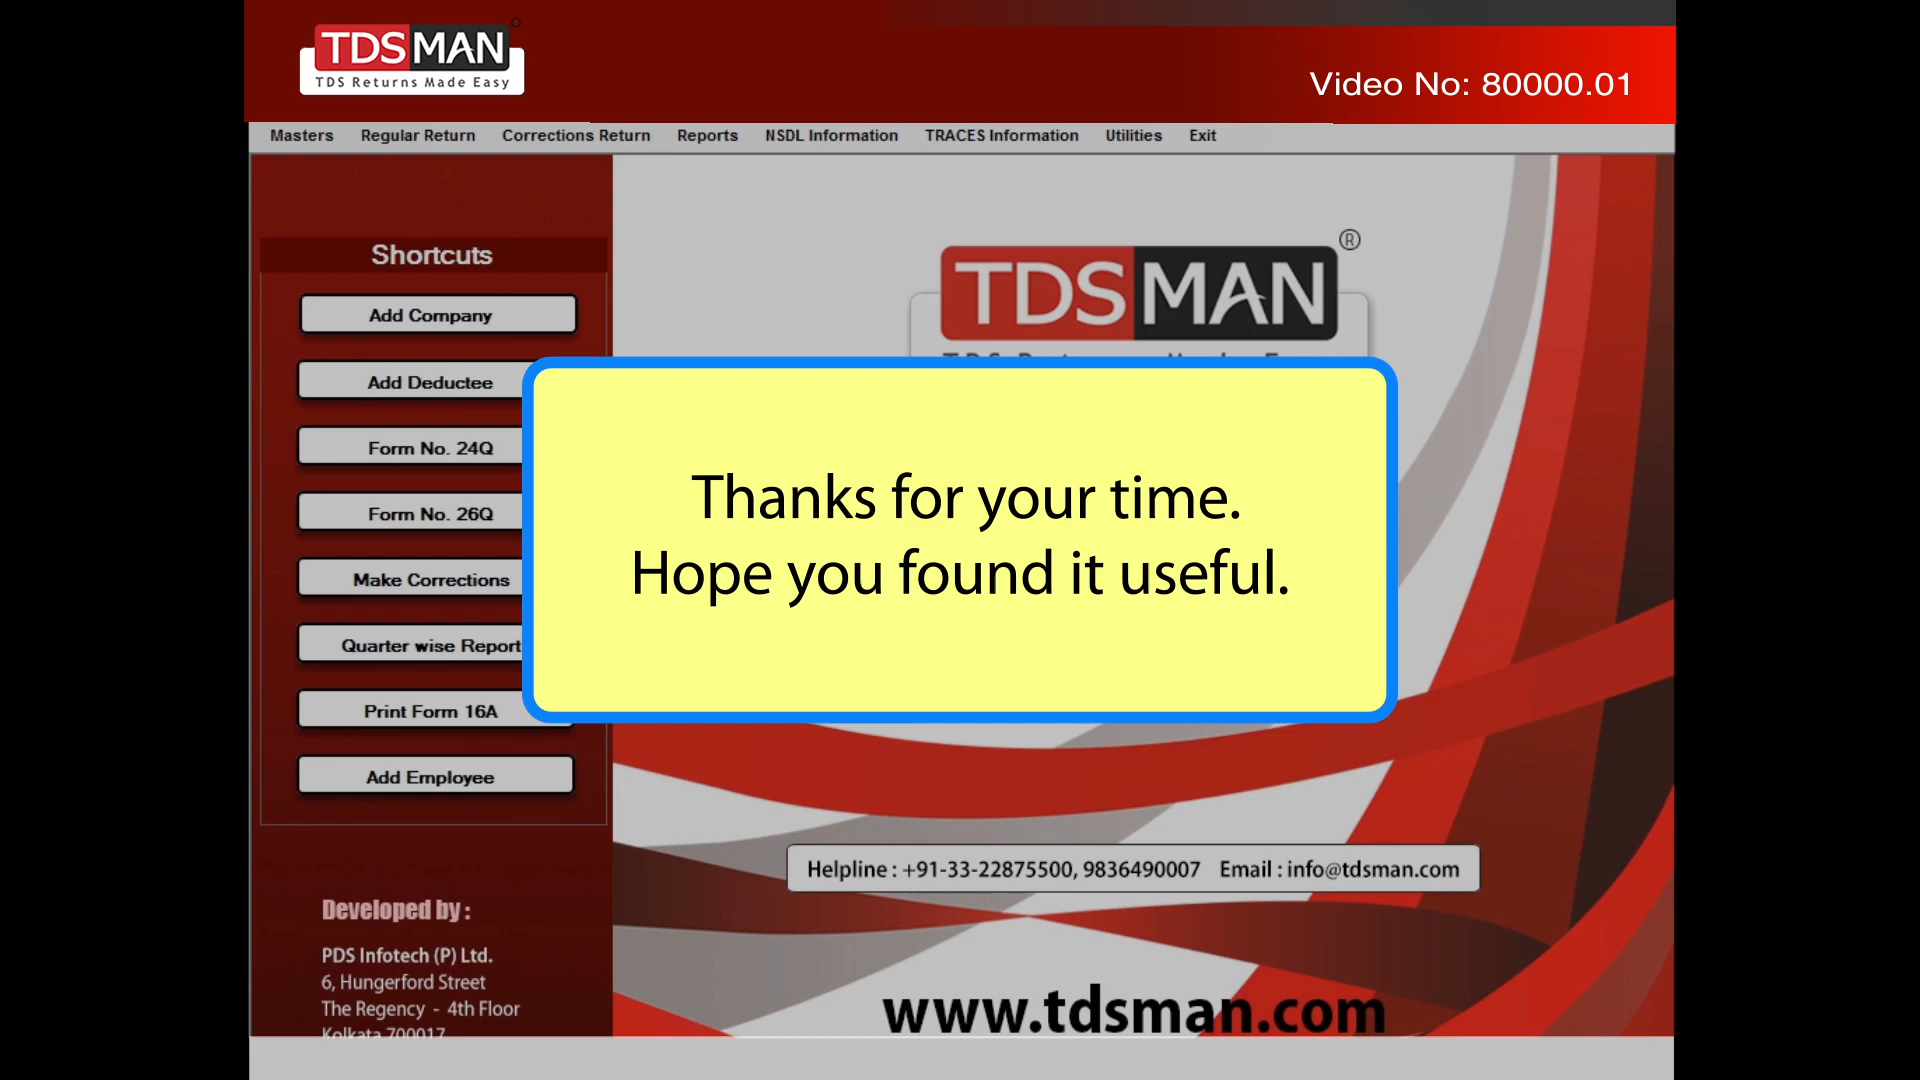 TDSMAN
TDS Returns Made Easy
Video No: 80000.01
Masters Regular Return Corrections Return Reports NSDL Information TRACES Information Utilities Exit
Shortcuts
Add Company
Add Deductee
Form No. 24Q
Form No. 26Q
Make Corrections
Quarter wise Report
Print Form 16A
Add Employee
TDSMAN ®
Thanks for your time.
Hope you found it useful.
Helpline : +91-33-22875500, 9836490007 Email : info@tdsman.com
Developed by :
PDS Infotech (P) Ltd.
6, Hungerford Street
The Regency - 4th Floor
Kolkata 700017
www.tdsman.com